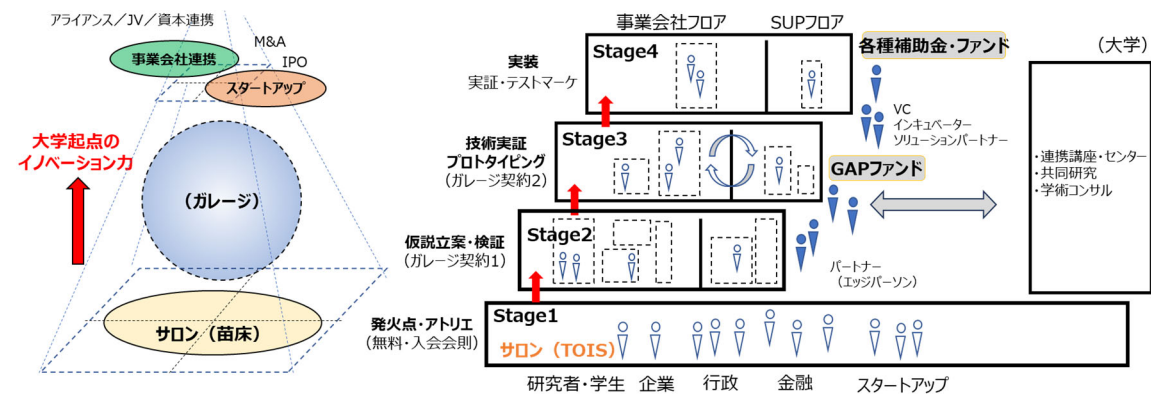 アライアンス／JV／資本連携
事業会社連携
M&A
IPO
スタートアップ
大学起点の
イノベーション力
（ガレージ）
サロン（苗床）
事業会社フロア
SUPフロア
実装
実証・テストマーケ
Stage4
各種補助金・ファンド
VC
インキュベーター
ソリューションパートナー
技術実証
プロトタイピング
（ガレージ契約2）
Stage3
GAPファンド
仮説立案・検証
（ガレージ契約1）
Stage2
パートナー
（エッジパーソン）
（大学）
・連携講座・センター
・共同研究
・学術コンサル
発火点・アトリエ
（無料・入会会則）
Stage1
サロン（TOIS）
研究者・学生
企業
行政
金融
スタートアップ